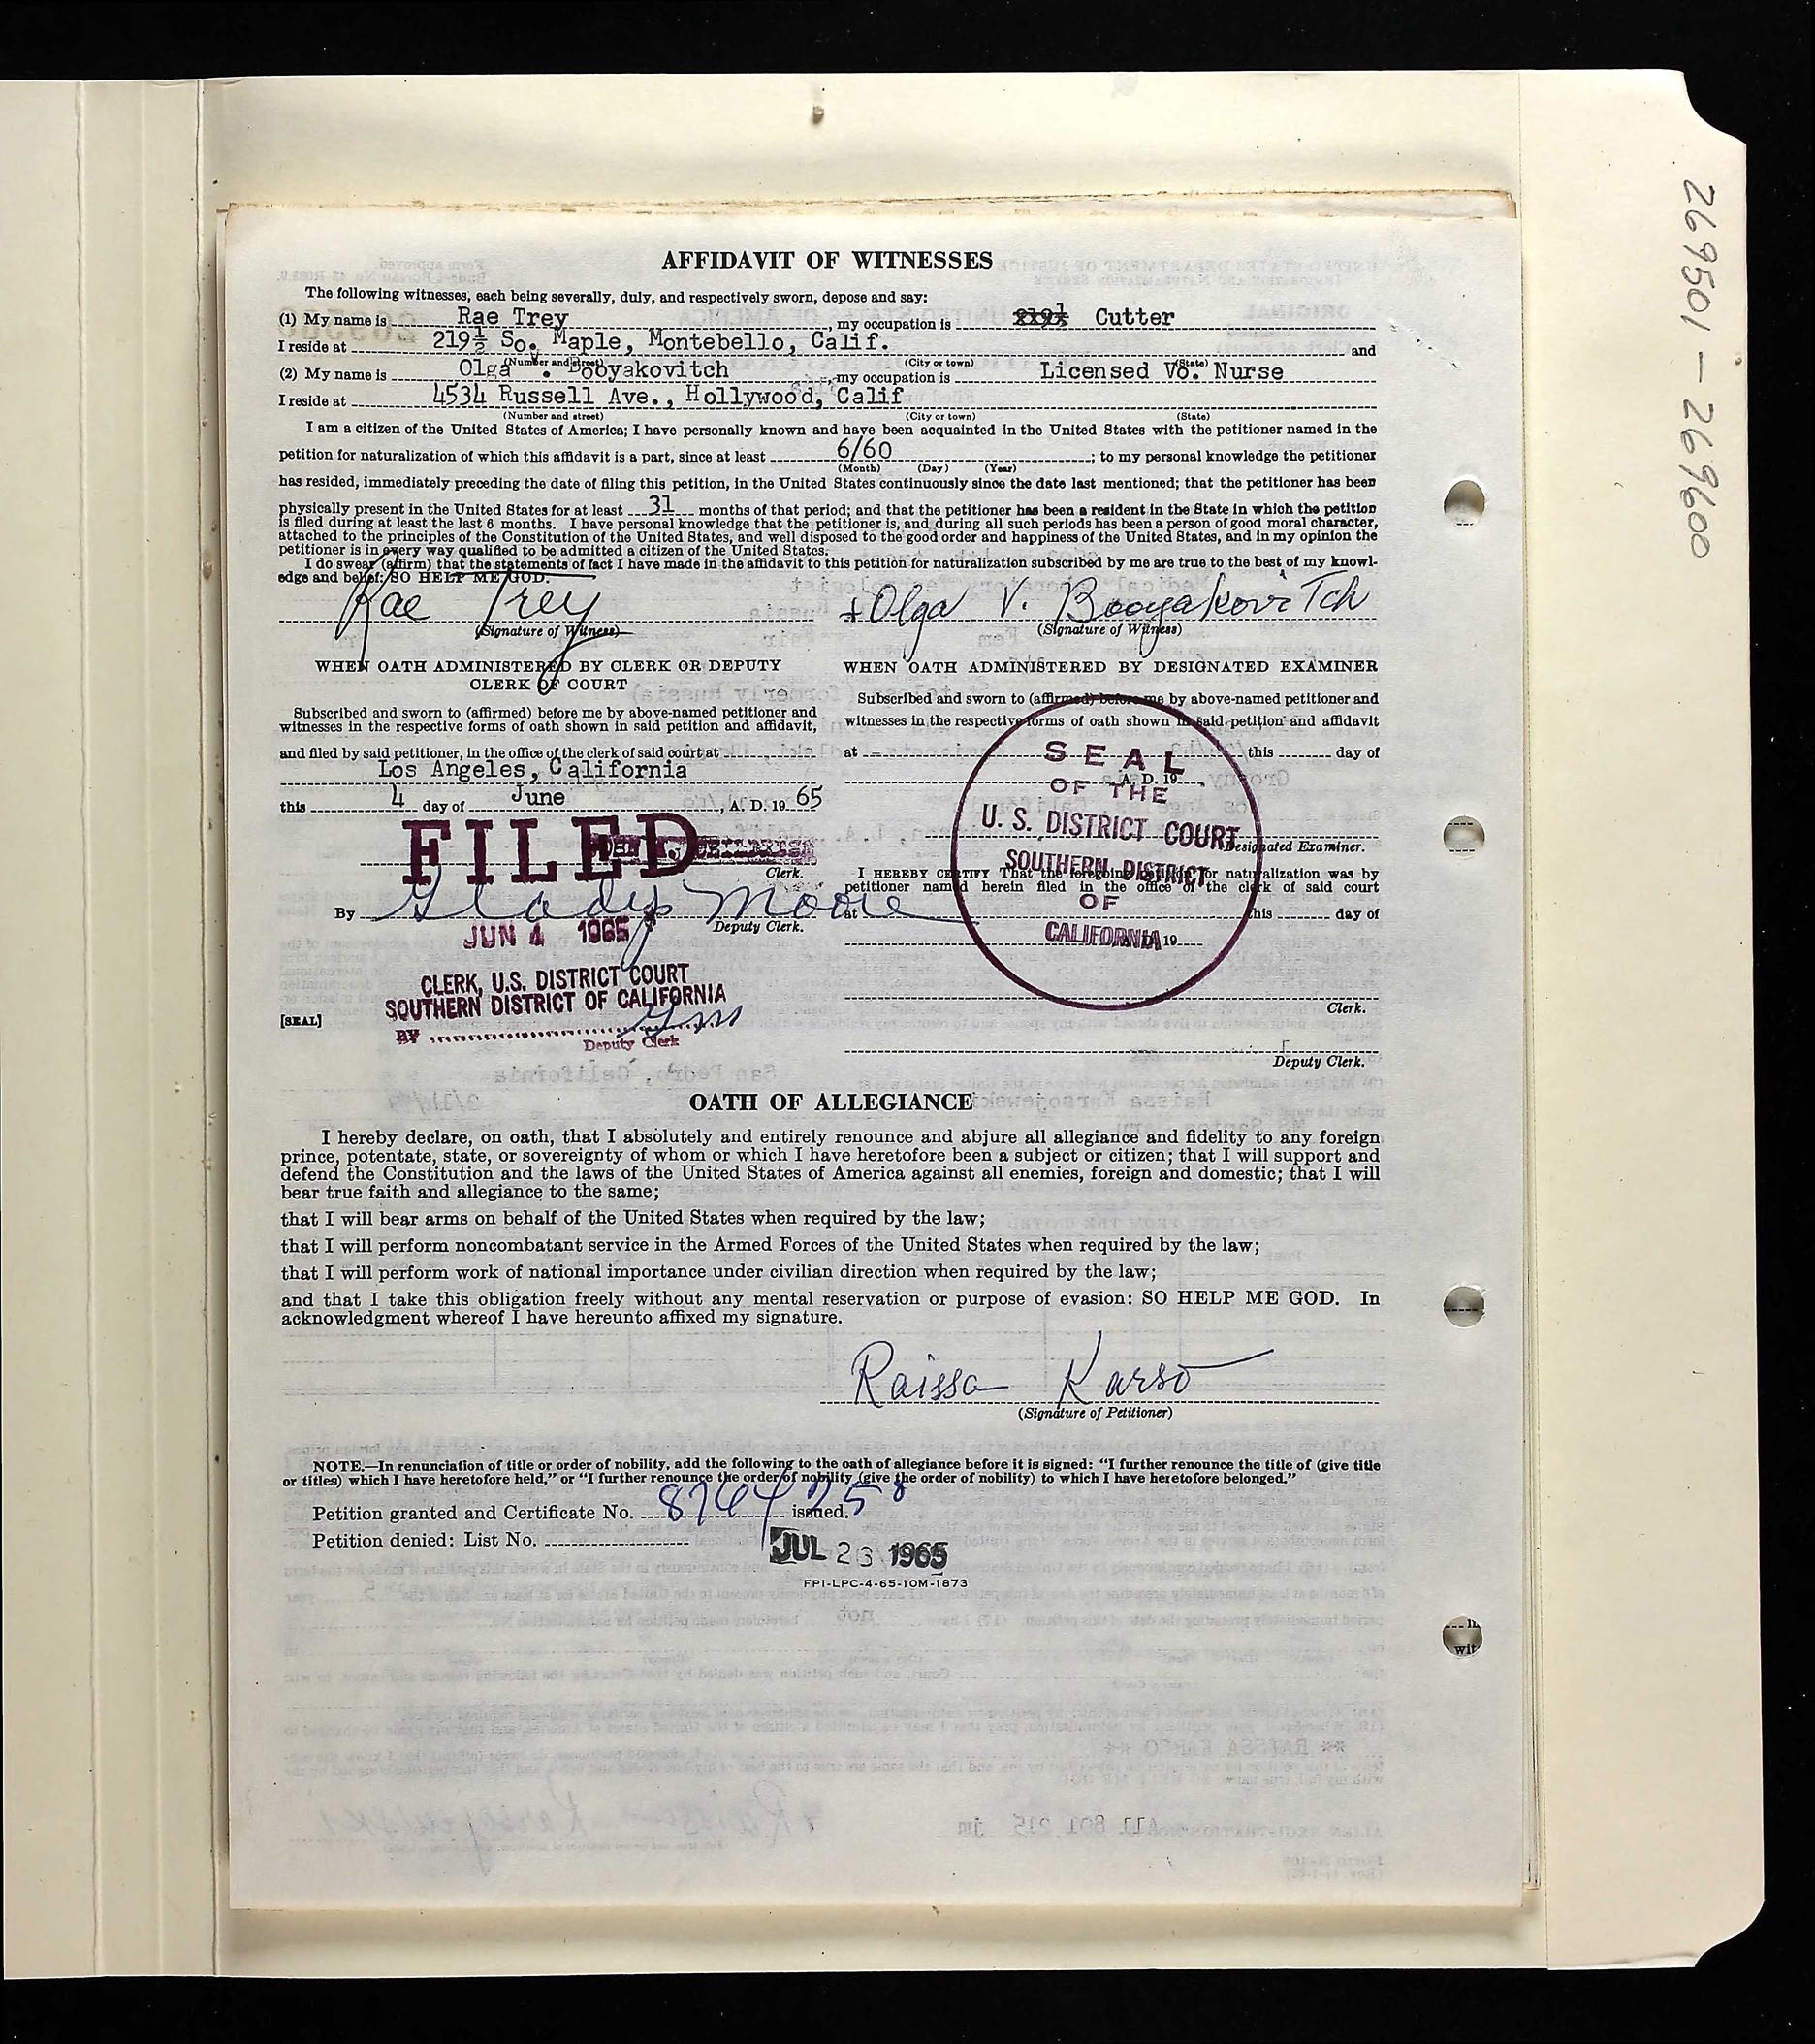 AFFIDAVIT OF WITNESSES
The following witnesses, each being severally, duly, and respectively sworn, depose and say:
(1) My name is Rae Trey, my occupation is Cutter
I reside at 219½ So. Maple, Montebello, Calif. and
(Number and street) (City or town) (State)
(2) My name is Olga V. Booyakovitch, my occupation is Licensed Vo. Nurse
I reside at 4534 Russell Ave., Hollywood, Calif
(Number and street) (City or town) (State)
I am a citizen of the United States of America; I have personally known and have been acquainted in the United States with the petitioner named in the
petition for naturalization of which this affidavit is a part, since at least 6/60; to my personal knowledge the petitioner
(Month) (Day) (Year)
has resided, immediately preceding the date of filing this petition, in the United States continuously since the date last mentioned; that the petitioner has been
physically present in the United States for at least 31 months of that period; and that the petitioner has been a resident in the State in which the petition
is filed during at least the last 6 months. I have personal knowledge that the petitioner is, and during all such periods has been a person of good moral character,
attached to the principles of the Constitution of the United States, and well disposed to the good order and happiness of the United States, and in my opinion the
petitioner is in every way qualified to be admitted a citizen of the United States.
I do swear (affirm) that the statements of fact I have made in the affidavit to this petition for naturalization subscribed by me are true to the best of my knowl-
edge and belief: SO HELP ME GOD.
Rae Trey +Olga V. Booyakovitch
(Signature of Witness) (Signature of Witness)
WHEN OATH ADMINISTERED BY CLERK OR DEPUTY
CLERK OF COURT
Subscribed and sworn to (affirmed) before me by above-named petitioner and
witnesses in the respective forms of oath shown in said petition and affidavit,
and filed by said petitioner, in the office of the clerk of said court at
Los Angeles, California
this 4 day of June, A. D. 19 65
FILED
Clerk.
By Gladys Moore
Deputy Clerk.
JUN 4 1965
CLERK, U.S. DISTRICT COURT
SOUTHERN DISTRICT OF CALIFORNIA
[SEAL]
BY gm
Deputy Clerk
WHEN OATH ADMINISTERED BY DESIGNATED EXAMINER
Subscribed and sworn to (affirmed) before me by above-named petitioner and
witnesses in the respective forms of oath shown in said petition and affidavit
at this day of
A. D. 19
Designated Examiner.
I HEREBY CERTIFY That the foregoing petition for naturalization was by
petitioner named herein filed in the office of the clerk of said court
at this day of
A. D. 19
Clerk.
Deputy Clerk.
SEAL
OF THE
U. S. DISTRICT COURT
SOUTHERN DISTRICT
OF
CALIFORNIA
OATH OF ALLEGIANCE
I hereby declare, on oath, that I absolutely and entirely renounce and abjure all allegiance and fidelity to any foreign
prince, potentate, state, or sovereignty of whom or which I have heretofore been a subject or citizen; that I will support and
defend the Constitution and the laws of the United States of America against all enemies, foreign and domestic; that I will
bear true faith and allegiance to the same;
that I will bear arms on behalf of the United States when required by the law;
that I will perform noncombatant service in the Armed Forces of the United States when required by the law;
that I will perform work of national importance under civilian direction when required by the law;
and that I take this obligation freely without any mental reservation or purpose of evasion: SO HELP ME GOD. In
acknowledgment whereof I have hereunto affixed my signature.
Raissa Karso
(Signature of Petitioner)
NOTE.—In renunciation of title or order of nobility, add the following to the oath of allegiance before it is signed: "I further renounce the title of (give title
or titles) which I have heretofore held," or "I further renounce the order of nobility (give the order of nobility) to which I have heretofore belonged."
Petition granted and Certificate No. 8744258 issued.
Petition denied: List No.
JUL 23 1965
FPI-LPC-4-65-10M-1873
269501 — 269600